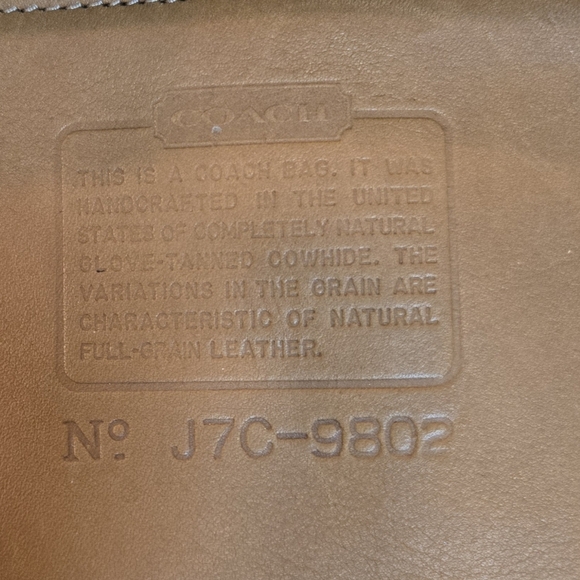 COACH
THIS IS A COACH BAG. IT WAS
HANDCRAFTED IN THE UNITED
STATES OF COMPLETELY NATURAL
GLOVE-TANNED COWHIDE. THE
VARIATIONS IN THE GRAIN ARE
CHARACTERISTIC OF NATURAL
FULL-GRAIN LEATHER.
Nº J7C-9802